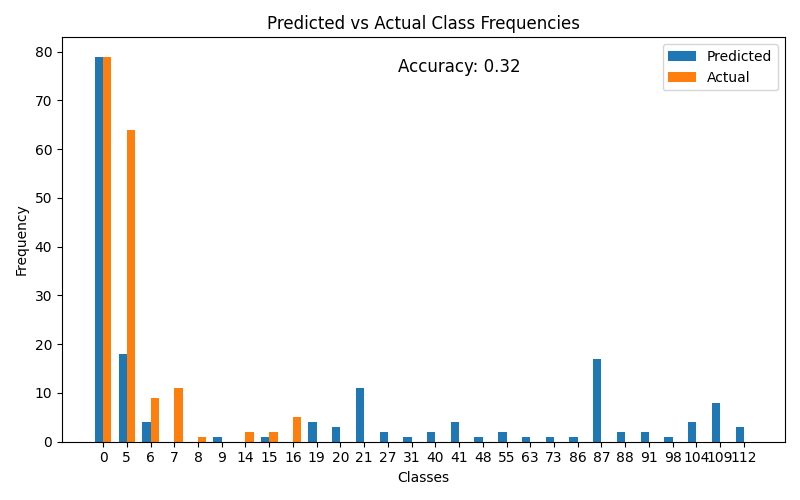 Predicted vs Actual Class Frequencies
Accuracy: 0.32
Predicted
Actual
Frequency
80
70
60
50
40
30
20
10
0
0 5 6 7 8 9 14 15 16 19 20 21 27 31 40 41 48 55 63 73 86 87 88 91 98 104 109 112
Classes